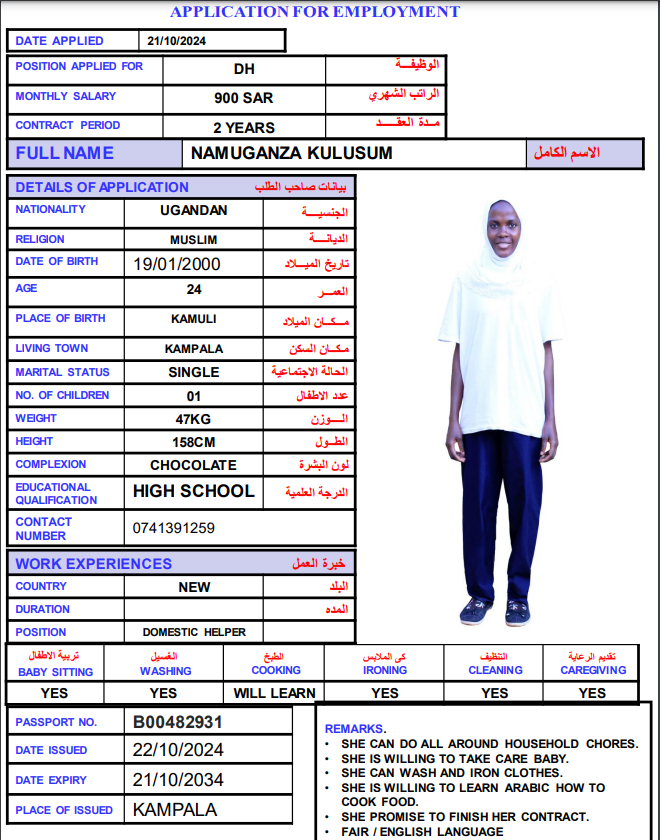 APPLICATION FOR EMPLOYMENT
DATE APPLIED 21/10/2024
POSITION APPLIED FOR DH الوظيفـــة
MONTHLY SALARY 900 SAR الراتب الشهري
CONTRACT PERIOD 2 YEARS مـدة العقـــد
FULL NAME NAMUGANZA KULUSUM الاسم الكامل
DETAILS OF APPLICATION بيانات صاحب الطلب
NATIONALITY UGANDAN الجنسيـــة
RELIGION MUSLIM الديانـــة
DATE OF BIRTH 19/01/2000 تاريخ الميـــلاد
AGE 24 العمـــر
PLACE OF BIRTH KAMULI مكـــان الميلاد
LIVING TOWN KAMPALA مكـــان السكن
MARITAL STATUS SINGLE الحالة الاجتماعية
NO. OF CHILDREN 01 عدد الاطفال
WEIGHT 47KG الـــوزن
HEIGHT 158CM الطـــول
COMPLEXION CHOCOLATE لون البشرة
EDUCATIONAL QUALIFICATION HIGH SCHOOL الدرجة العلمية
CONTACT NUMBER 0741391259
WORK EXPERIENCES خبرة العمل
COUNTRY NEW البلد
DURATION المده
POSITION DOMESTIC HELPER
تربية الاطفال الغسيل الطبخ كى الملابس التنظيف تقديم الرعاية
BABY SITTING WASHING COOKING IRONING CLEANING CAREGIVING
YES YES WILL LEARN YES YES YES
PASSPORT NO. B00482931
DATE ISSUED 22/10/2024
DATE EXPIRY 21/10/2034
PLACE OF ISSUED KAMPALA
REMARKS.
• SHE CAN DO ALL AROUND HOUSEHOLD CHORES.
• SHE IS WILLING TO TAKE CARE BABY.
• SHE CAN WASH AND IRON CLOTHES.
• SHE IS WILLING TO LEARN ARABIC HOW TO
COOK FOOD.
• SHE PROMISE TO FINISH HER CONTRACT.
• FAIR / ENGLISH LANGUAGE